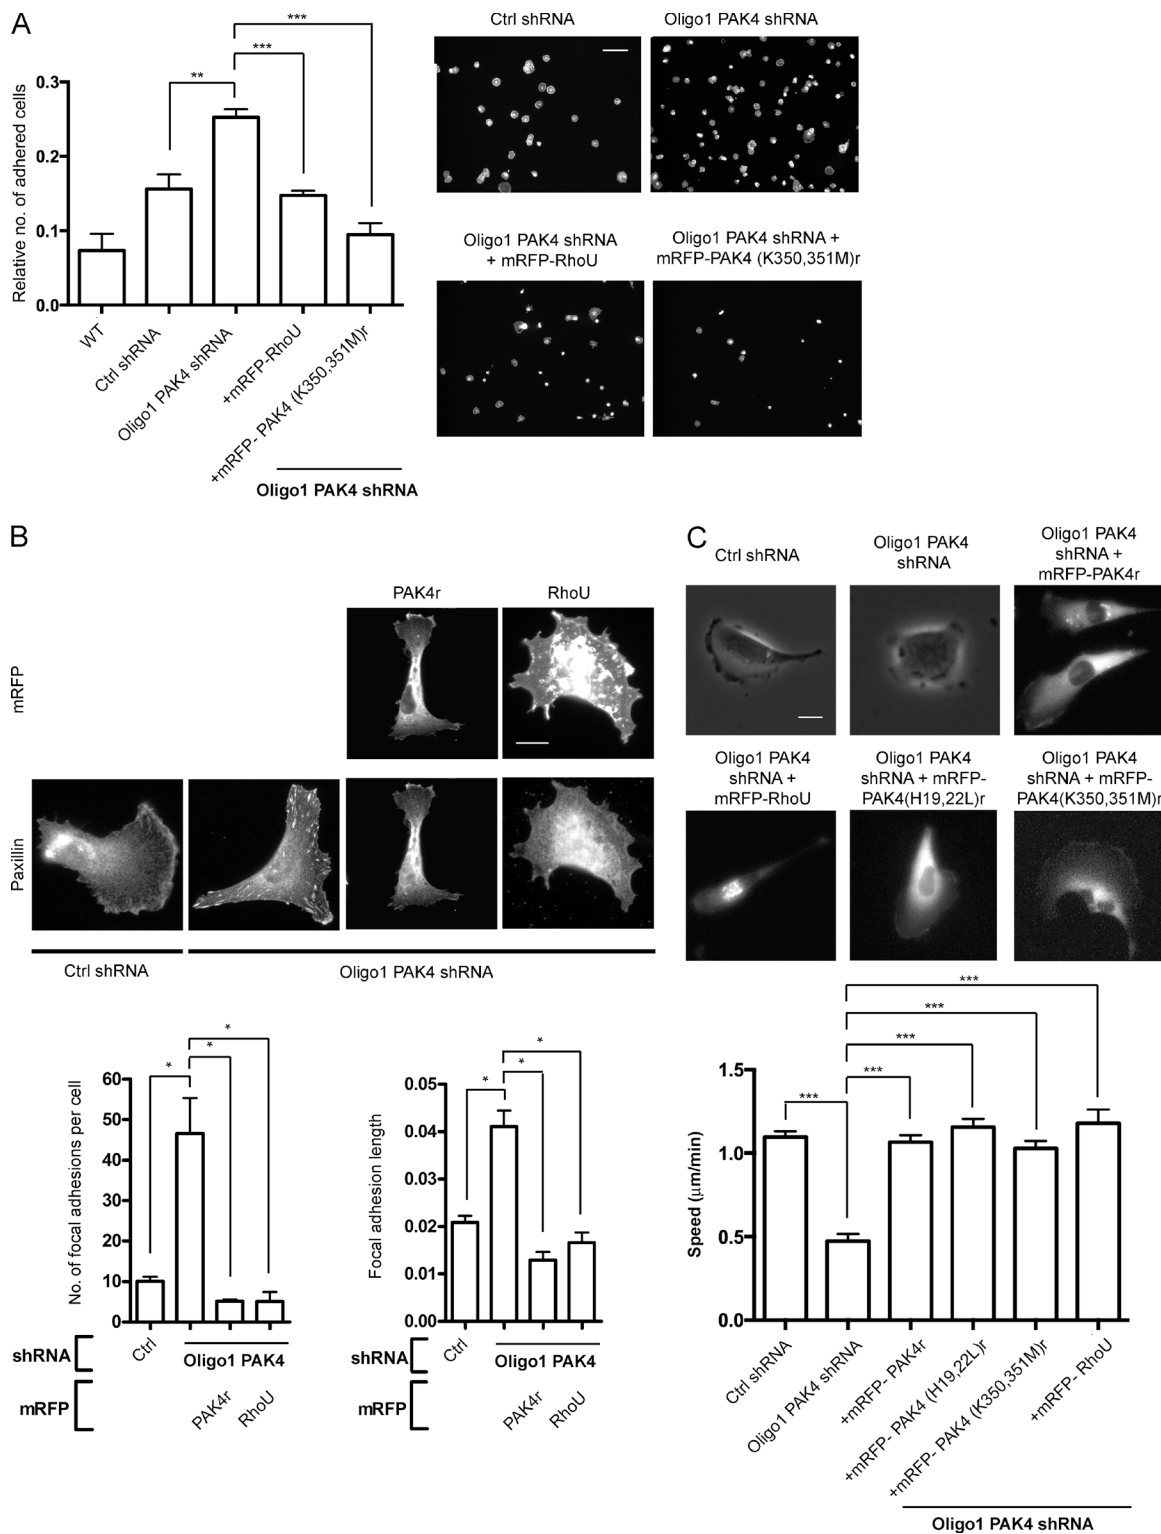 A
***
***
**
0.3
0.2
0.1
0.0
Relative no. of adhered cells
WT
Ctrl shRNA
Oligo1 PAK4 shRNA
+mRFP-RhoU
+mRFP- PAK4 (K350,351M)r
Oligo1 PAK4 shRNA
Ctrl shRNA
Oligo1 PAK4 shRNA
Oligo1 PAK4 shRNA
+ mRFP-RhoU
Oligo1 PAK4 shRNA +
mRFP-PAK4 (K350,351M)r
B
PAK4r
RhoU
mRFP
Paxillin
Ctrl shRNA
Oligo1 PAK4 shRNA
*
*
*
60
50
40
30
20
10
0
No. of focal adhesions per cell
shRNA
Ctrl
Oligo1 PAK4
mRFP
PAK4r
RhoU
*
*
*
0.05
0.04
0.03
0.02
0.01
0.00
Focal adhesion length
shRNA
Ctrl
Oligo1 PAK4
mRFP
PAK4r
RhoU
C
Ctrl shRNA
Oligo1 PAK4
shRNA
Oligo1 PAK4
shRNA +
mRFP-PAK4r
Oligo1 PAK4
shRNA +
mRFP-RhoU
Oligo1 PAK4
shRNA + mRFP-
PAK4(H19,22L)r
Oligo1 PAK4
shRNA + mRFP-
PAK4(K350,351M)r
***
***
***
***
***
1.5
1.0
0.5
0.0
Speed (μm/min)
Ctrl shRNA
Oligo1 PAK4 shRNA
+mRFP- PAK4r
+mRFP- PAK4 (H19,22L)r
+mRFP- PAK4 (K350,351M)r
+mRFP- RhoU
Oligo1 PAK4 shRNA